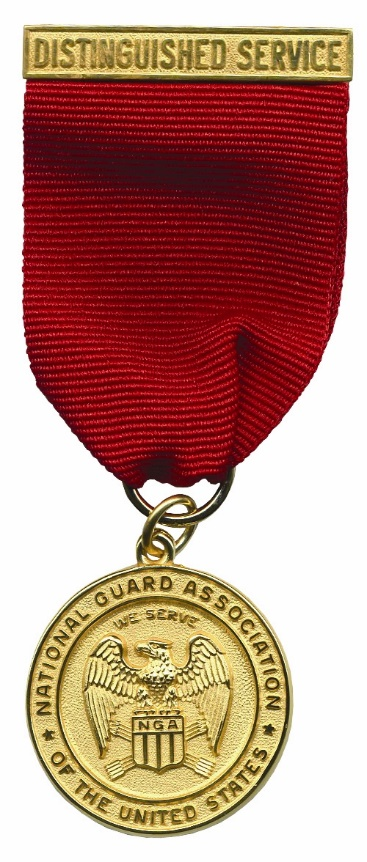 DISTINGUISHED SERVICE
NATIONAL GUARD ASSOCIATION
WE SERVE
NGA
★ OF THE UNITED STATES ★